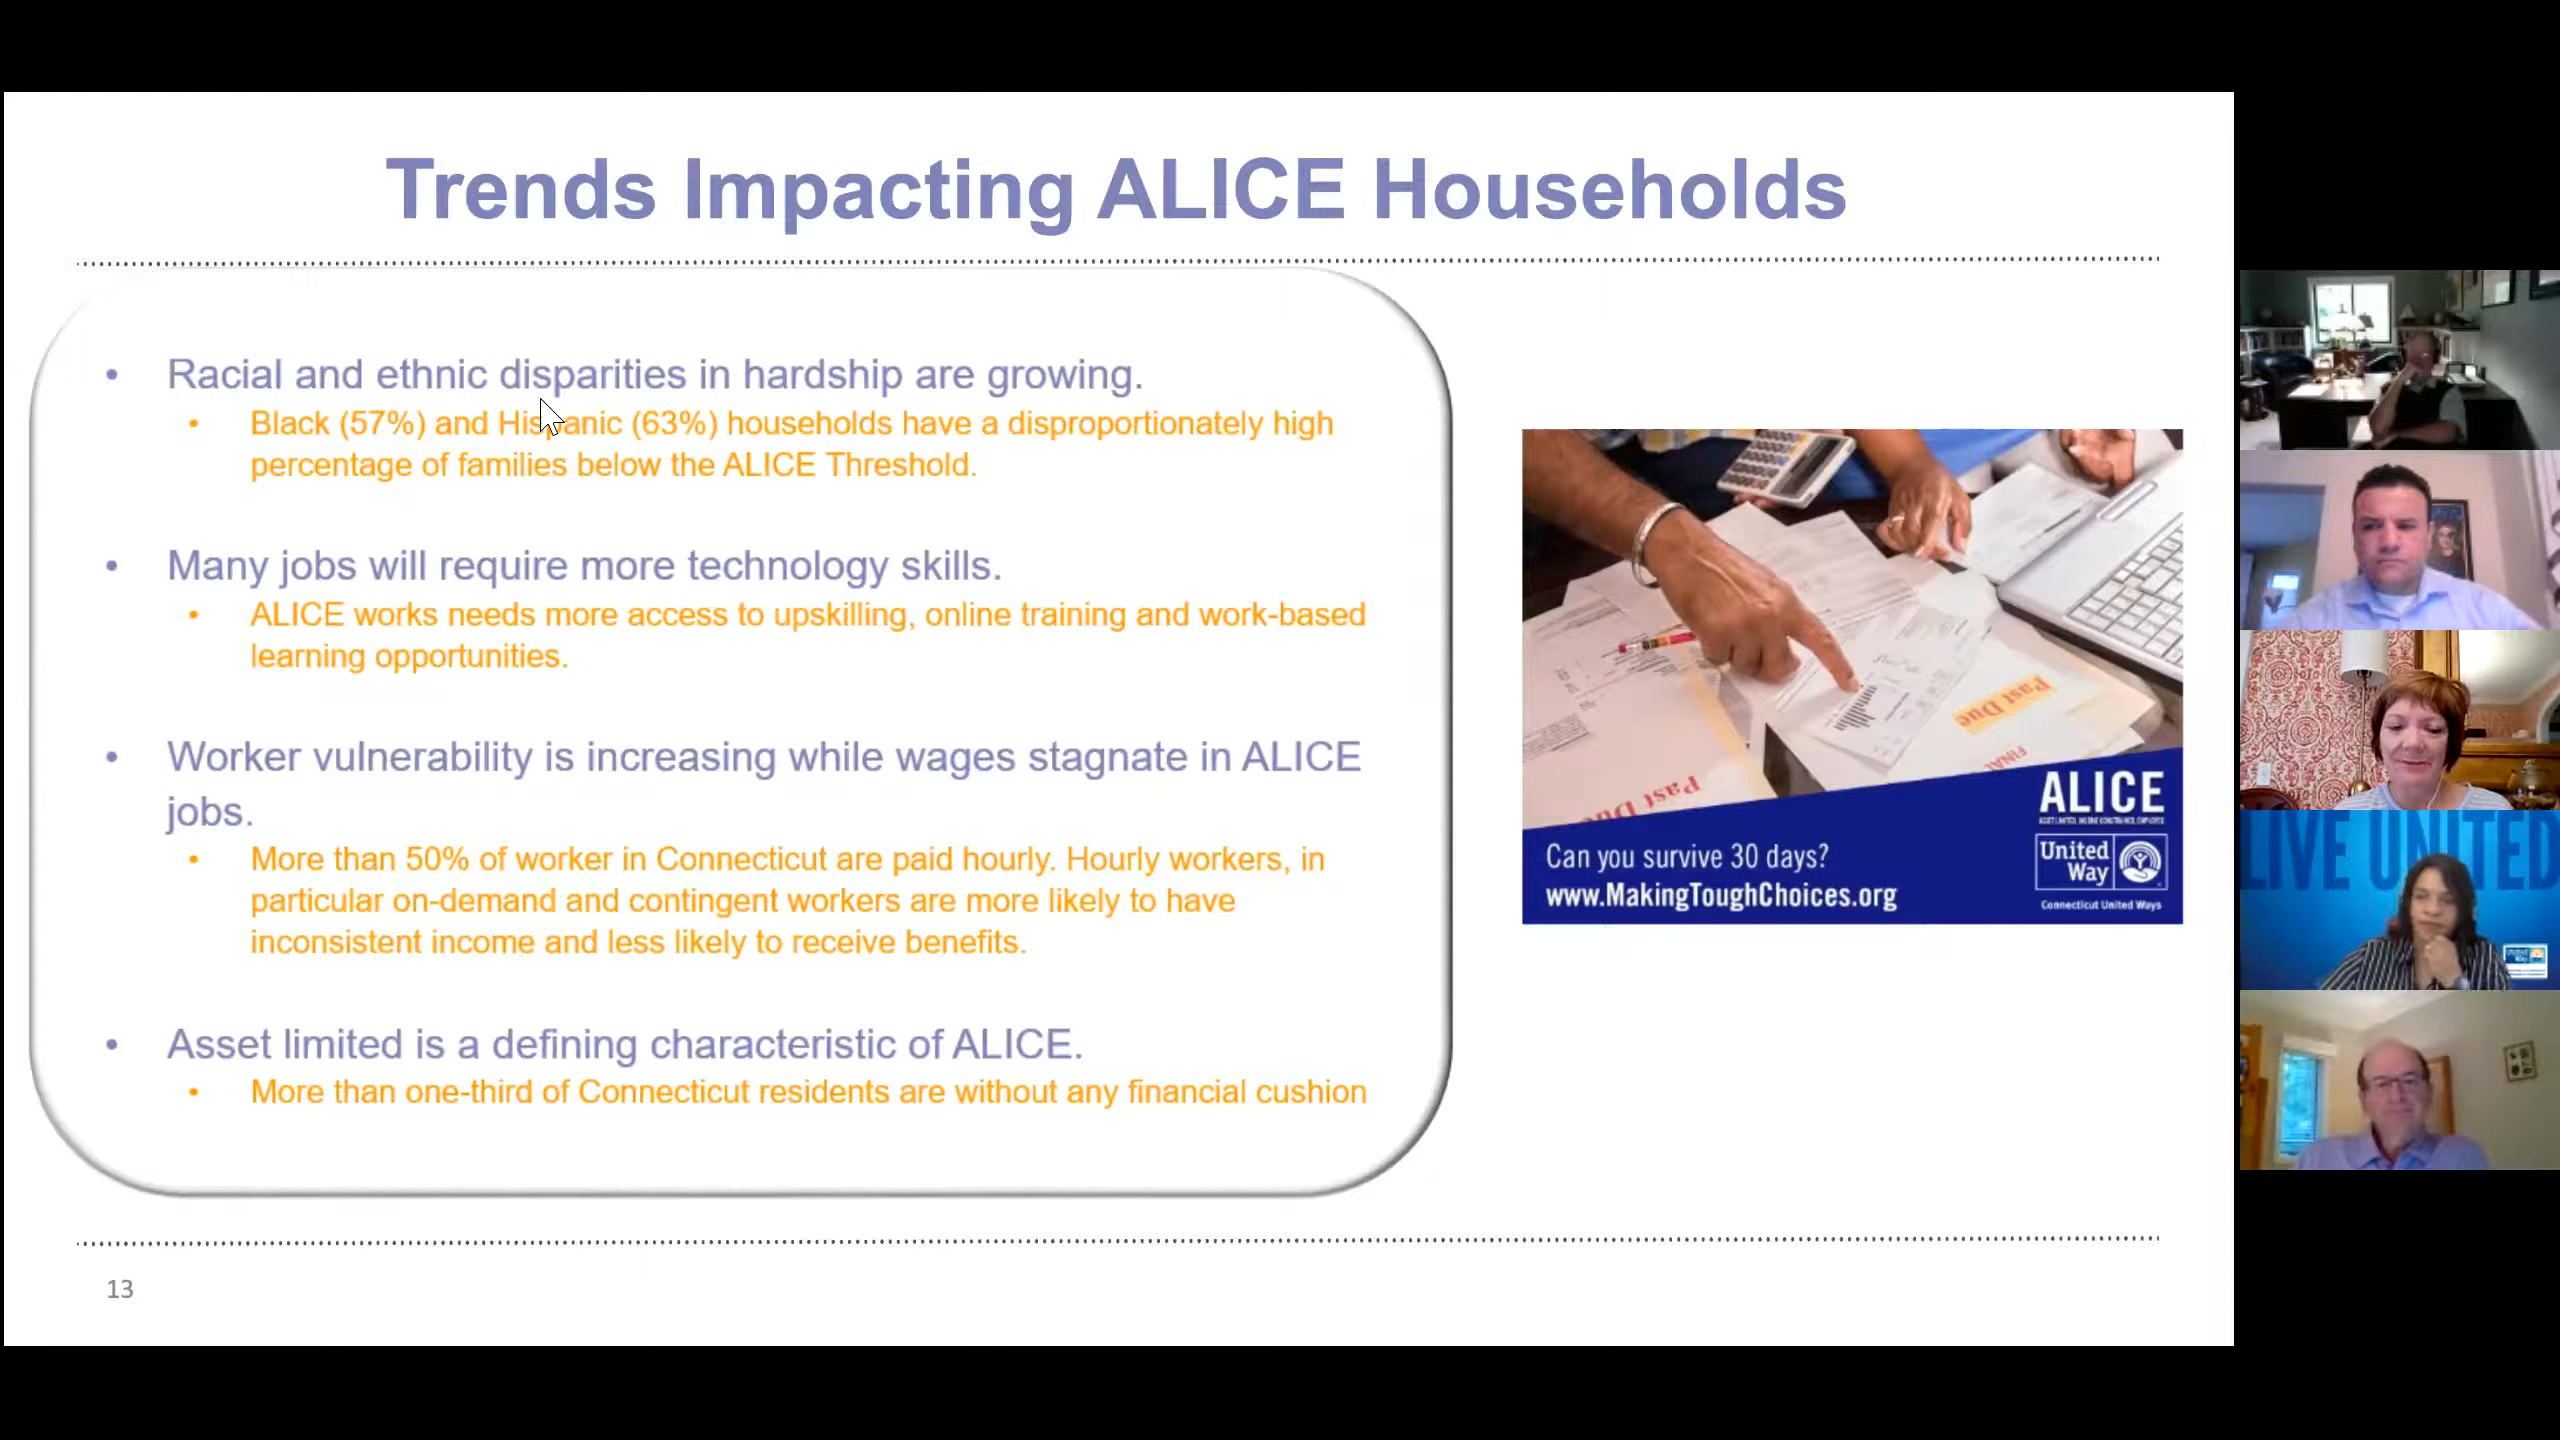 Trends Impacting ALICE Households
• Racial and ethnic disparities in hardship are growing.
• Black (57%) and Hispanic (63%) households have a disproportionately high
percentage of families below the ALICE Threshold.
• Many jobs will require more technology skills.
• ALICE works needs more access to upskilling, online training and work-based
learning opportunities.
• Worker vulnerability is increasing while wages stagnate in ALICE
jobs.
• More than 50% of worker in Connecticut are paid hourly. Hourly workers, in
particular on-demand and contingent workers are more likely to have
inconsistent income and less likely to receive benefits.
• Asset limited is a defining characteristic of ALICE.
• More than one-third of Connecticut residents are without any financial cushion
Past Due
FINAL
Past Du
Can you survive 30 days?
www.MakingToughChoices.org
ALICE
United
Way
Connecticut United Ways
13
LIVE UNITED